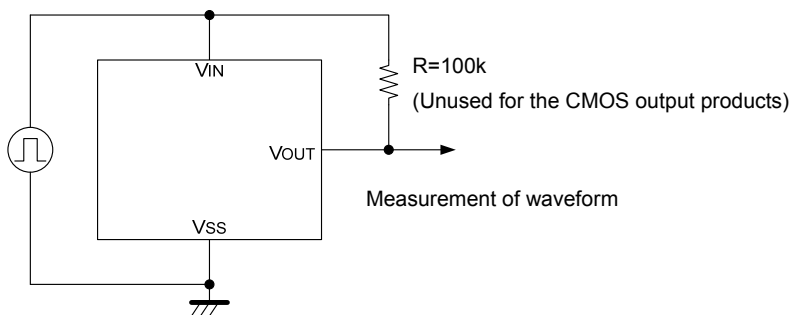 VIN
R=100k
(Unused for the CMOS output products)
VOUT
Measurement of waveform
VSS